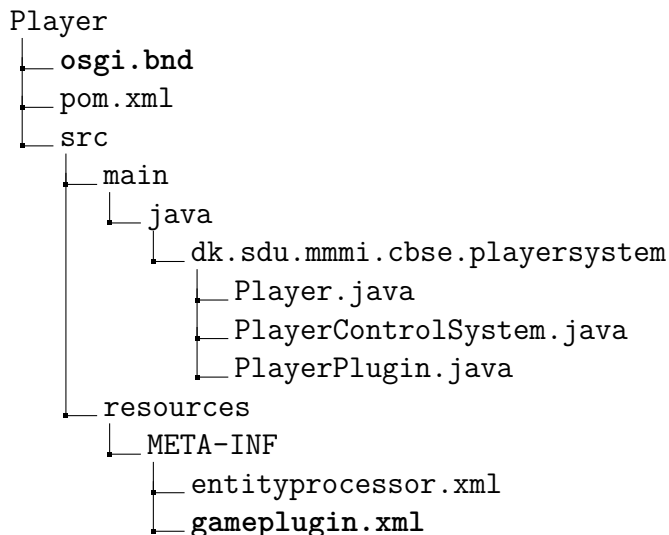 Player
osgi.bnd
pom.xml
src
main
java
dk.sdu.mmmi.cbse.playersystem
Player.java
PlayerControlSystem.java
PlayerPlugin.java
resources
META-INF
entityprocessor.xml
gameplugin.xml